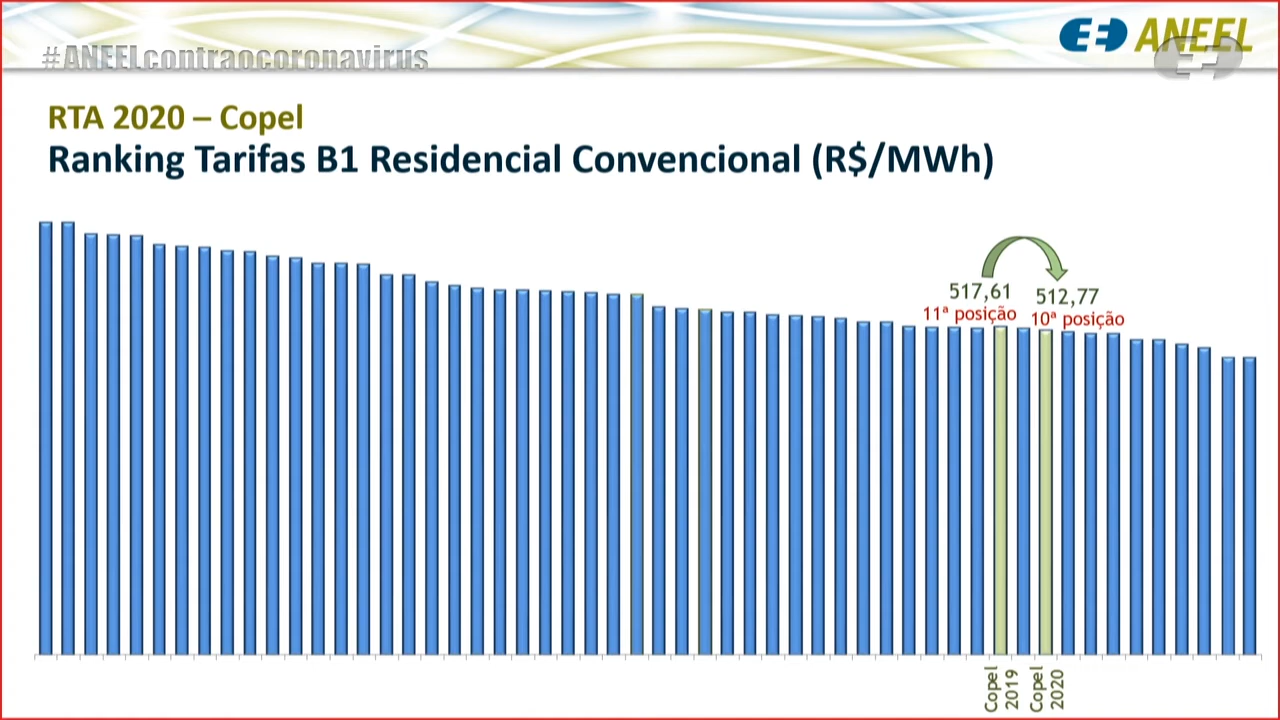 #ANEELcontraocoronavirus
ANEEL
RTA 2020 – Copel
Ranking Tarifas B1 Residencial Convencional (R$/MWh)
517,61
512,77
11ª posição
10ª posição
Copel
2019
Copel
2020